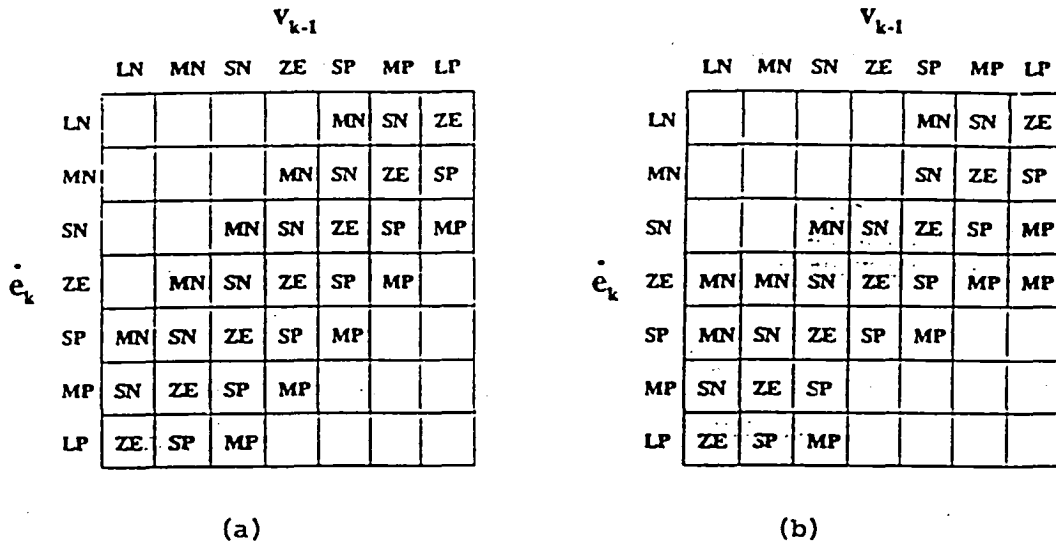 V_{k-1}
LN MN SN ZE SP MP LP
LN MN SN ZE
MN MN SN ZE SP
SN MN SN ZE SP MP
ė_k ZE MN SN ZE SP MP
SP MN SN ZE SP MP
MP SN ZE SP MP
LP ZE SP MP
(a)
V_{k-1}
LN MN SN ZE SP MP LP
LN MN SN ZE
MN SN ZE SP
SN MN SN ZE SP MP
ė_k ZE MN MN SN ZE SP MP MP
SP MN SN ZE SP MP
MP SN ZE SP
LP ZE SP MP
(b)